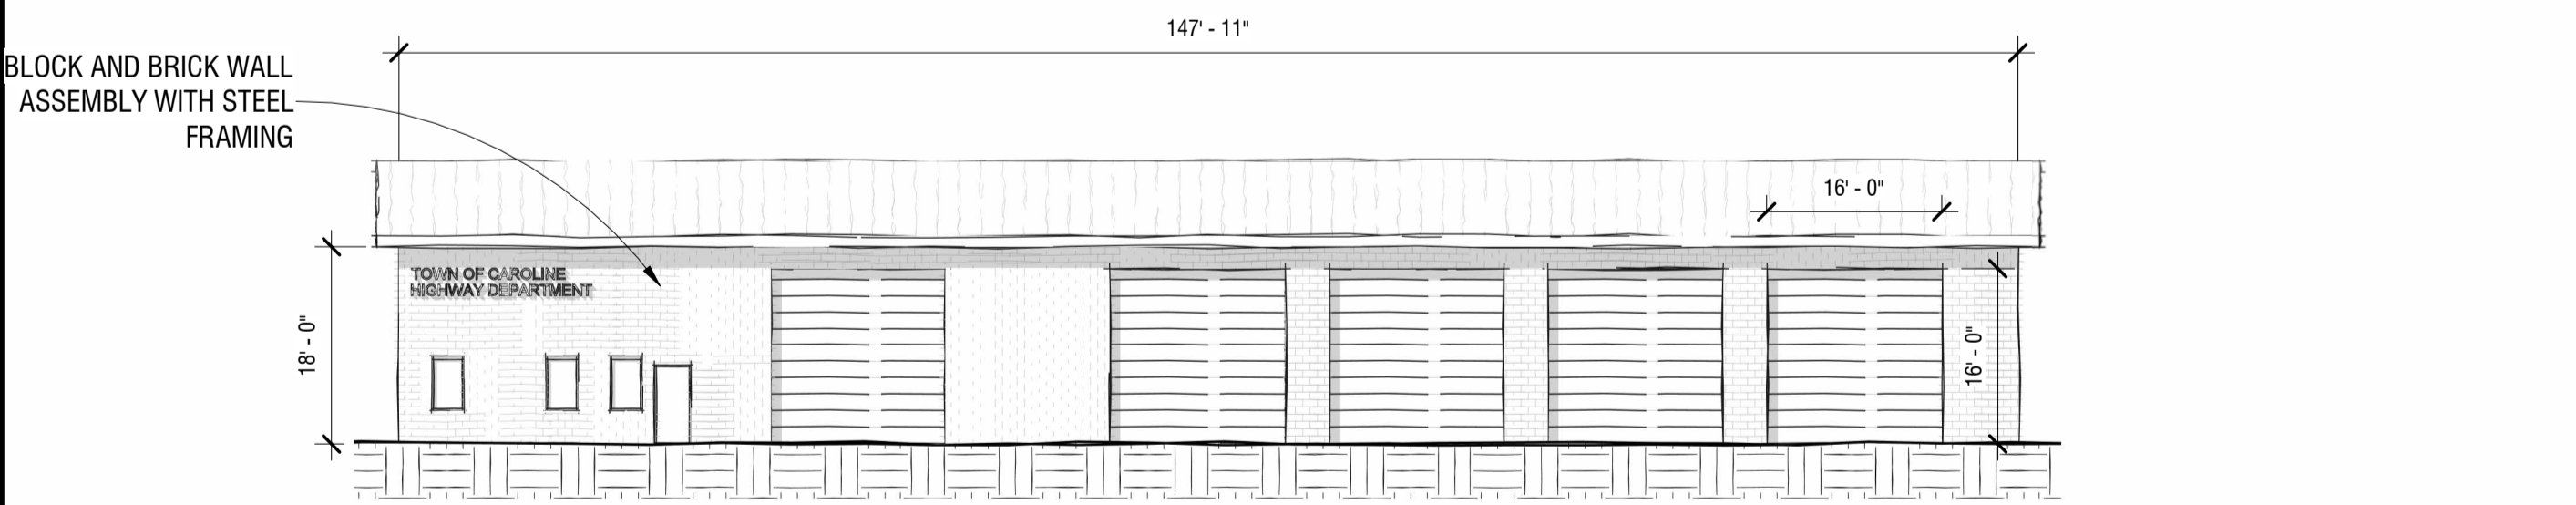 147' - 11"
BLOCK AND BRICK WALL
ASSEMBLY WITH STEEL
FRAMING
16' - 0"
TOWN OF CAROLINE
HIGHWAY DEPARTMENT
18' - 0"
16' - 0"